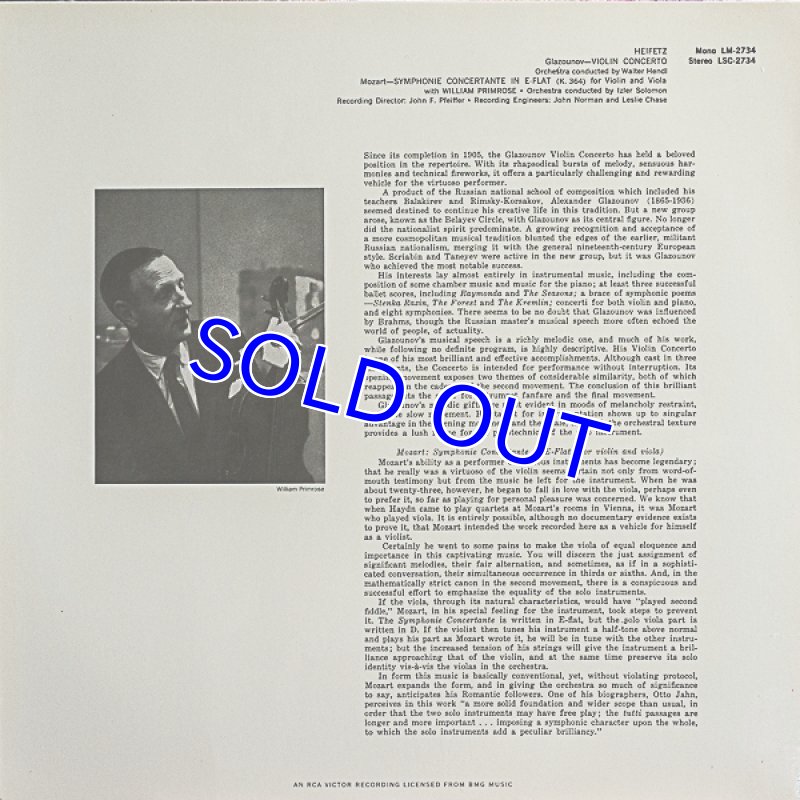 HEIFETZ
Glazounov—VIOLIN CONCERTO
Orchestra conducted by Walter Hendl
Mozart—SYMPHONIE CONCERTANTE IN E-FLAT (K. 364) for Violin and Viola
with WILLIAM PRIMROSE • Orchestra conducted by Izler Solomon
Recording Director: John F. Pfeiffer • Recording Engineers: John Norman and Leslie Chase
Mono LM-2734
Stereo LSC-2734
Since its completion in 1905, the Glazounov Violin Concerto has held a beloved
position in the repertoire. With its rhapsodical bursts of melody, sensuous har-
monies and technical fireworks, it offers a particularly challenging and rewarding
vehicle for the virtuoso performer.
A product of the Russian national school of composition which included his
teachers Balakirev and Rimsky-Korsakov, Alexander Glazounov (1865-1936)
seemed destined to continue his creative life in this tradition. But a new group
arose, known as the Belayev Circle, with Glazounov as its central figure. No longer
did the nationalist spirit predominate. A growing recognition and acceptance of
a more cosmopolitan musical tradition blunted the edges of the earlier, militant
Russian nationalism, merging it with the general nineteenth-century European
style. Scriabin and Taneyev were active in the new group, but it was Glazounov
who achieved the most notable success.
His interests lay almost entirely in instrumental music, including the com-
position of some chamber music and music for the piano; at least three successful
ballet scores, including Raymonda and The Seasons; a brace of symphonic poems
—Stenka Razin, The Forest and The Kremlin; concerti for both violin and piano,
and eight symphonies. There seems to be no doubt that Glazounov was influenced
by Brahms, though the Russian master's musical speech more often echoed the
world of people, of actuality.
Glazounov's musical speech is a richly melodic one, and much of his work,
while following no definite program, is highly descriptive. His Violin Concerto
one of his most brilliant and effective accomplishments. Although cast in three
the Concerto is intended for performance without interruption. Its
movement exposes two themes of considerable similarity, both of which
reappear in the the second movement. The conclusion of this brilliant
passage fanfare and the final movement.
evident in moods of melancholy restraint,
slow for shows up to singular
advantage in the and the orchestral texture
provides a lush
Mozart: Symphonie E-Flat (for violin and viola)
Mozart's ability as a performer instruments has become legendary;
that he really was a virtuoso of the violin seems certain not only from word-of-
mouth testimony but from the music he left for the instrument. When he was
about twenty-three, however, he began to fall in love with the viola, perhaps even
to prefer it, so far as playing for personal pleasure was concerned. We know that
when Haydn came to play quartets at Mozart's rooms in Vienna, it was Mozart
who played viola. It is entirely possible, although no documentary evidence exists
to prove it, that Mozart intended the work recorded here as a vehicle for himself
as a violist.
Certainly he went to some pains to make the viola of equal eloquence and
importance in this captivating music. You will discern the just assignment of
significant melodies, their fair alternation, and sometimes, as if in a sophisti-
cated conversation, their simultaneous occurrence in thirds or sixths. And, in the
mathematically strict canon in the second movement, there is a conspicuous and
successful effort to emphasize the equality of the solo instruments.
If the viola, through its natural characteristics, would have "played second
fiddle," Mozart, in his special feeling for the instrument, took steps to prevent
it. The Symphonie Concertante is written in E-flat, but the solo viola part is
written in D. If the violist then tunes his instrument a half-tone above normal
and plays his part as Mozart wrote it, he will be in tune with the other instru-
ments; but the increased tension of his strings will give the instrument a bril-
liance approaching that of the violin, and at the same time preserve its solo
identity vis-à-vis the violas in the orchestra.
In form this music is basically conventional, yet, without violating protocol,
Mozart expands the form, and in giving the orchestra so much of significance
to say, anticipates his Romantic followers. One of his biographers, Otto Jahn,
perceives in this work "a more solid foundation and wider scope than usual, in
order that the two solo instruments may have free play; the tutti passages are
longer and more important . . . imposing a symphonic character upon the whole,
to which the solo instruments add a peculiar brilliancy."
William Primrose
SOLD OUT
AN RCA VICTOR RECORDING LICENSED FROM BMG MUSIC